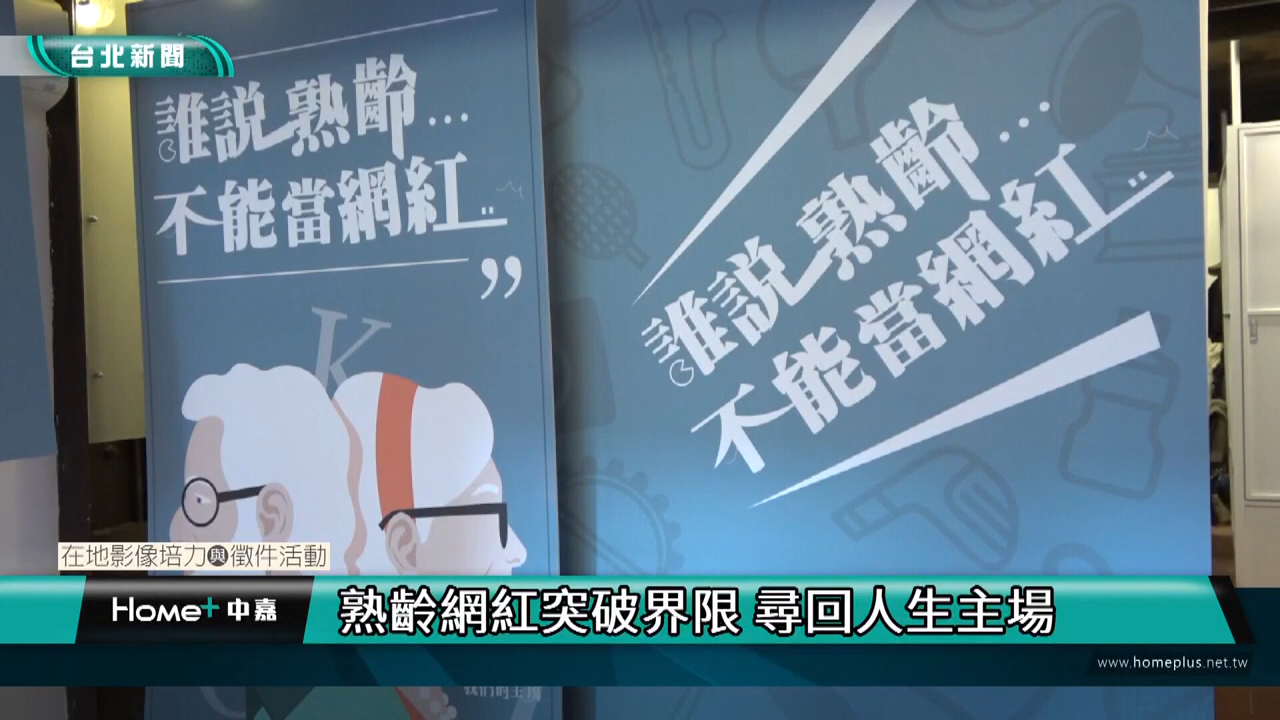 台北新聞
誰說熟齡...
不能當網紅
”
誰說熟齡...
不能當網紅
K
在地影像培力與徵件活動
Home+ 中嘉
熟齡網紅突破界限 尋回人生主場
www.homeplus.net.tw